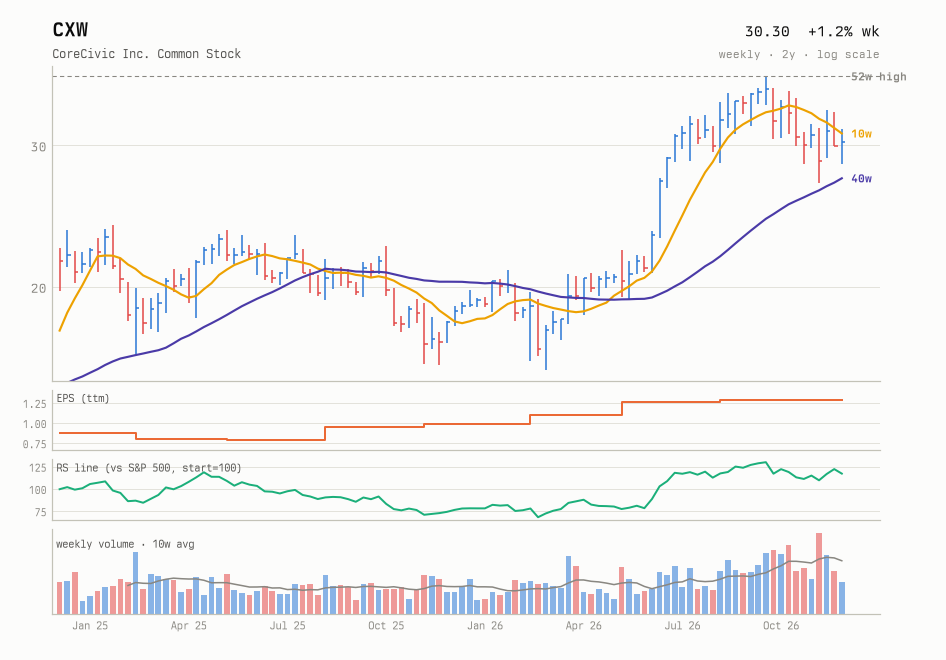 CXW
30.30 +1.2% wk
CoreCivic Inc. Common Stock
weekly · 2y · log scale
52w high
30
10w
40w
20
EPS (ttm)
1.25
1.00
0.75
RS line (vs S&P 500, start=100)
125
100
75
weekly volume · 10w avg
Jan 25 Apr 25 Jul 25 Oct 25 Jan 26 Apr 26 Jul 26 Oct 26